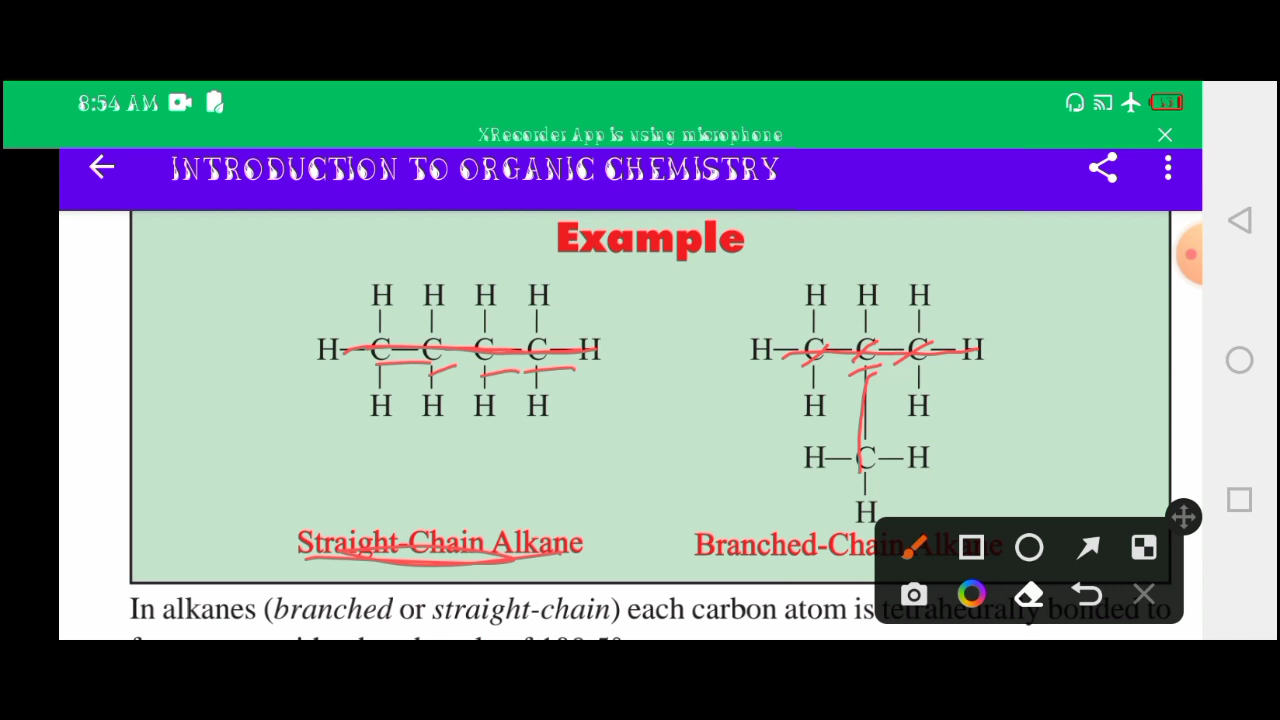 8:54 AM
XRecorder App is using microphone
INTRODUCTION TO ORGANIC CHEMISTRY
Example
H H H H H H H
H—C—C—C—C—H H—C—C—C—H
H H H H H H
H—C—H
H
Straight-Chain Alkane Branched-Chain Alkane
In alkanes (branched or straight-chain) each carbon atom is tetrahedrally bonded to